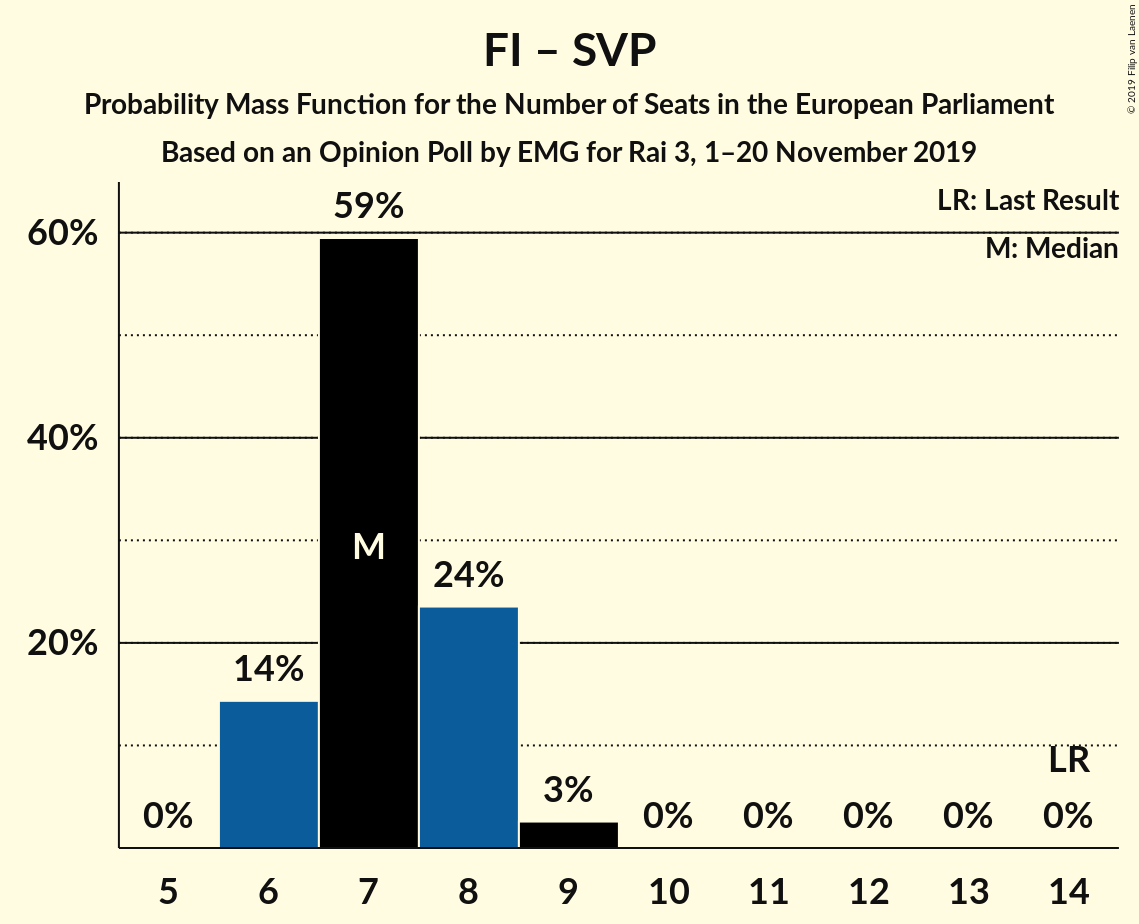 FI – SVP
Probability Mass Function for the Number of Seats in the European Parliament
Based on an Opinion Poll by EMG for Rai 3, 1–20 November 2019
© 2019 Filip van Laenen
LR: Last Result
M: Median
60%
40%
20%
0%
14%
59%
M
24%
3%
0%
0%
0%
0%
LR
0%
5 6 7 8 9 10 11 12 13 14